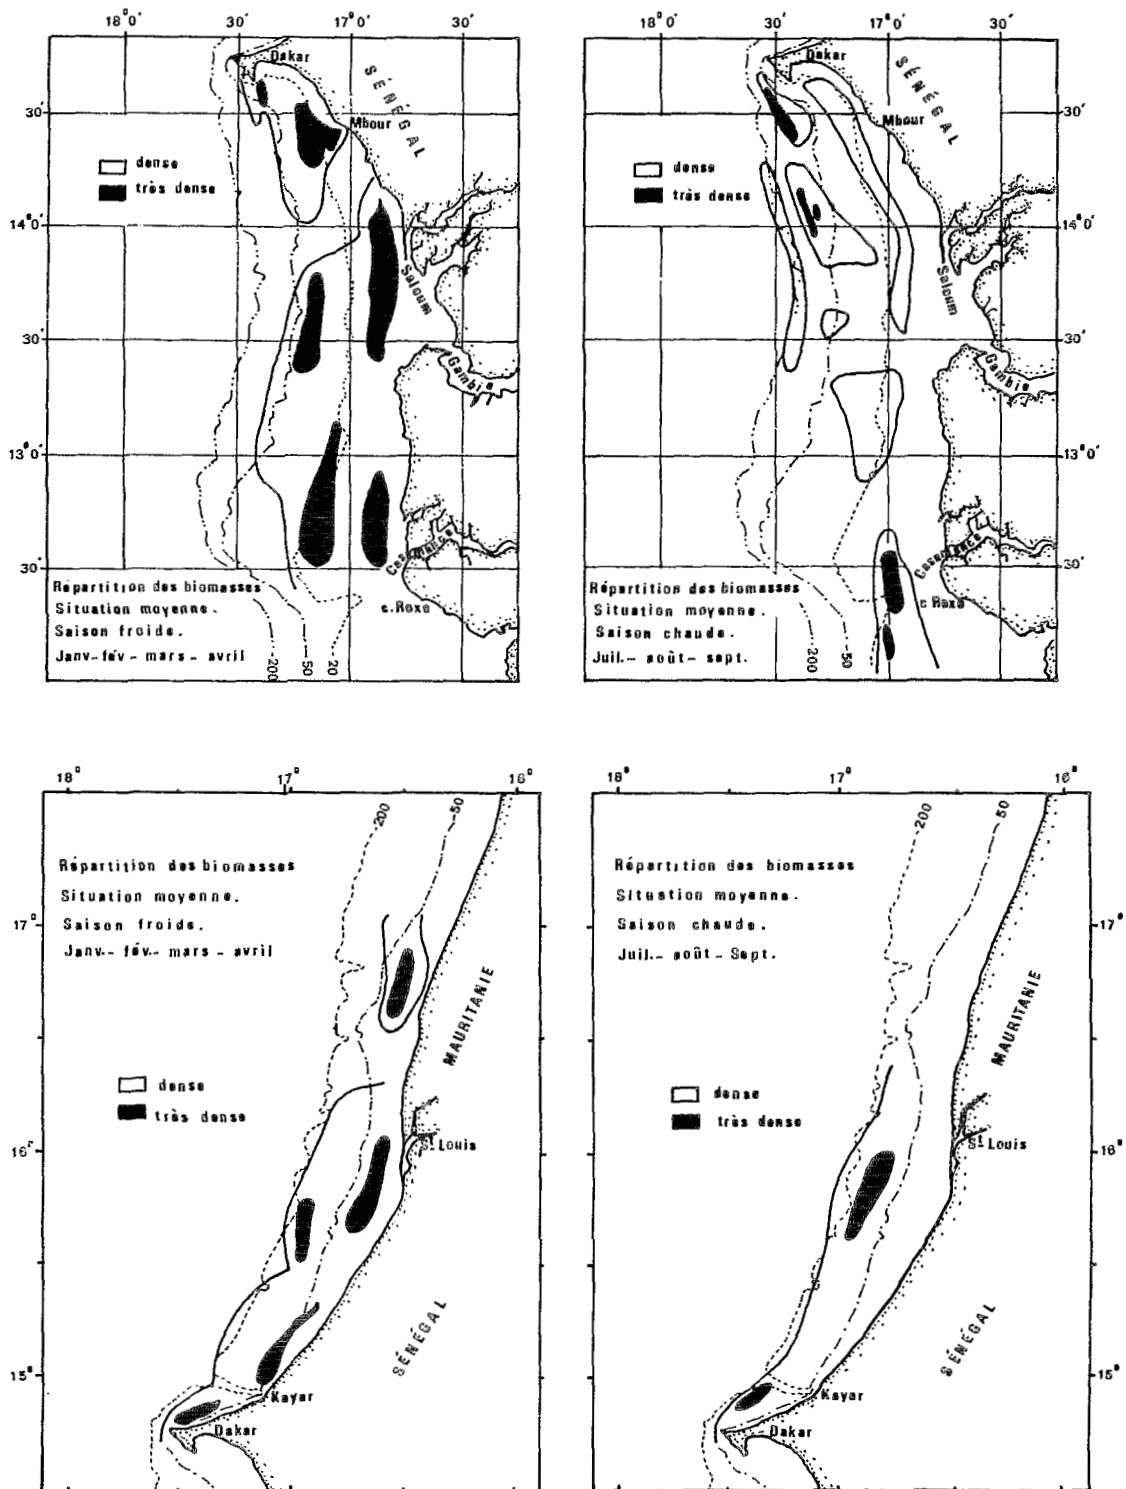 18°0' 30' 17°0' 30'
Dakar
SÉNÉGAL
30'
Mbour
dense
très dense
14°0'
Saloum
30'
Gambie
13°0'
Casamance
30'
c.Roxo
Répartition des biomasses
Situation moyenne.
Saison froide.
Janv-fév-mars-avril
200 50 20
18°0' 30' 17°0' 30'
Dakar
SÉNÉGAL
30'
Mbour
dense
très dense
14°0'
Saloum
30'
Gambie
13°0'
Casamance
30'
c.Roxo
Répartition des biomasses
Situation moyenne.
Saison chaude.
Juil.-août-sept.
200 50
18° 17° 16°
200 50
Répartition des biomasses
Situation moyenne.
Saison froide.
Janv-fév-mars-avril
17°
MAURITANIE
dense
très dense
16°
St Louis
SÉNÉGAL
15°
Kayar
Dakar
18° 17° 16°
200 50
Répartition des biomasses
Situation moyenne.
Saison chaude.
Juil.-août-Sept.
17°
MAURITANIE
dense
très dense
16°
St Louis
SÉNÉGAL
15°
Kayar
Dakar